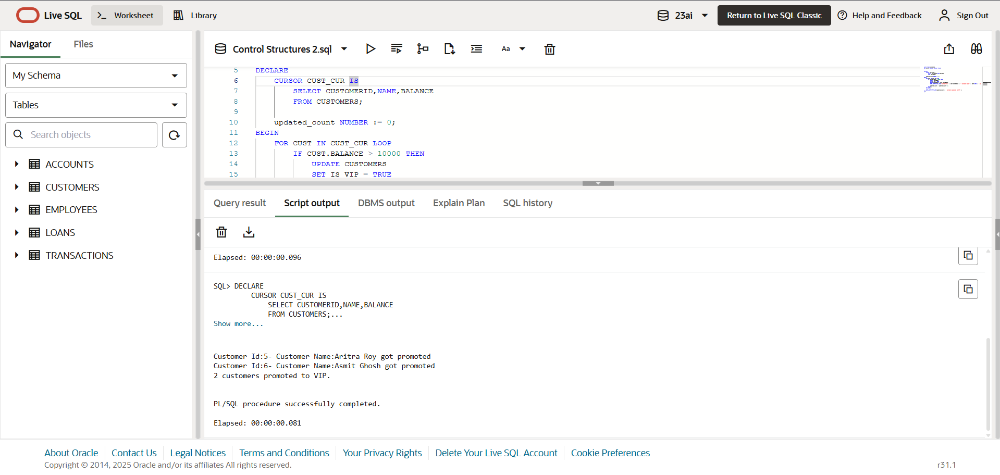 Live SQL
Worksheet
Library
23ai
Return to Live SQL Classic
Help and Feedback
Sign Out
Navigator
Files
My Schema
Tables
Search objects
ACCOUNTS
CUSTOMERS
EMPLOYEES
LOANS
TRANSACTIONS
Control Structures 2.sql
Aa
5 DECLARE
6 CURSOR CUST_CUR IS
7 SELECT CUSTOMERID,NAME,BALANCE
8 FROM CUSTOMERS;
9
10 updated_count NUMBER := 0;
11 BEGIN
12 FOR CUST IN CUST_CUR LOOP
13 IF CUST.BALANCE > 10000 THEN
14 UPDATE CUSTOMERS
15 SET IS VIP = TRUE
Query result
Script output
DBMS output
Explain Plan
SQL history
Elapsed: 00:00:00.096
SQL> DECLARE
CURSOR CUST_CUR IS
SELECT CUSTOMERID,NAME,BALANCE
FROM CUSTOMERS;...
Show more...
Customer Id:5- Customer Name:Aritra Roy got promoted
Customer Id:6- Customer Name:Asmit Ghosh got promoted
2 customers promoted to VIP.
PL/SQL procedure successfully completed.
Elapsed: 00:00:00.081
About Oracle
Contact Us
Legal Notices
Terms and Conditions
Your Privacy Rights
Delete Your Live SQL Account
Cookie Preferences
Copyright © 2014, 2025 Oracle and/or its affiliates All rights reserved.
r31.1